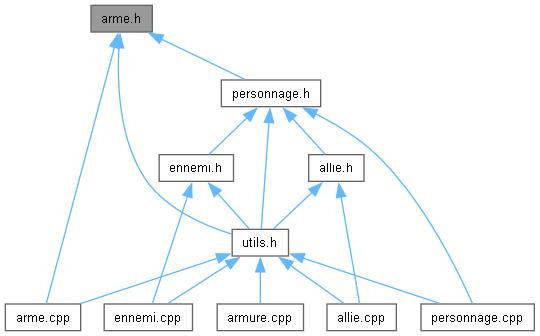 arme.h
personnage.h
ennemi.h
allie.h
utils.h
arme.cpp
ennemi.cpp
armure.cpp
allie.cpp
personnage.cpp